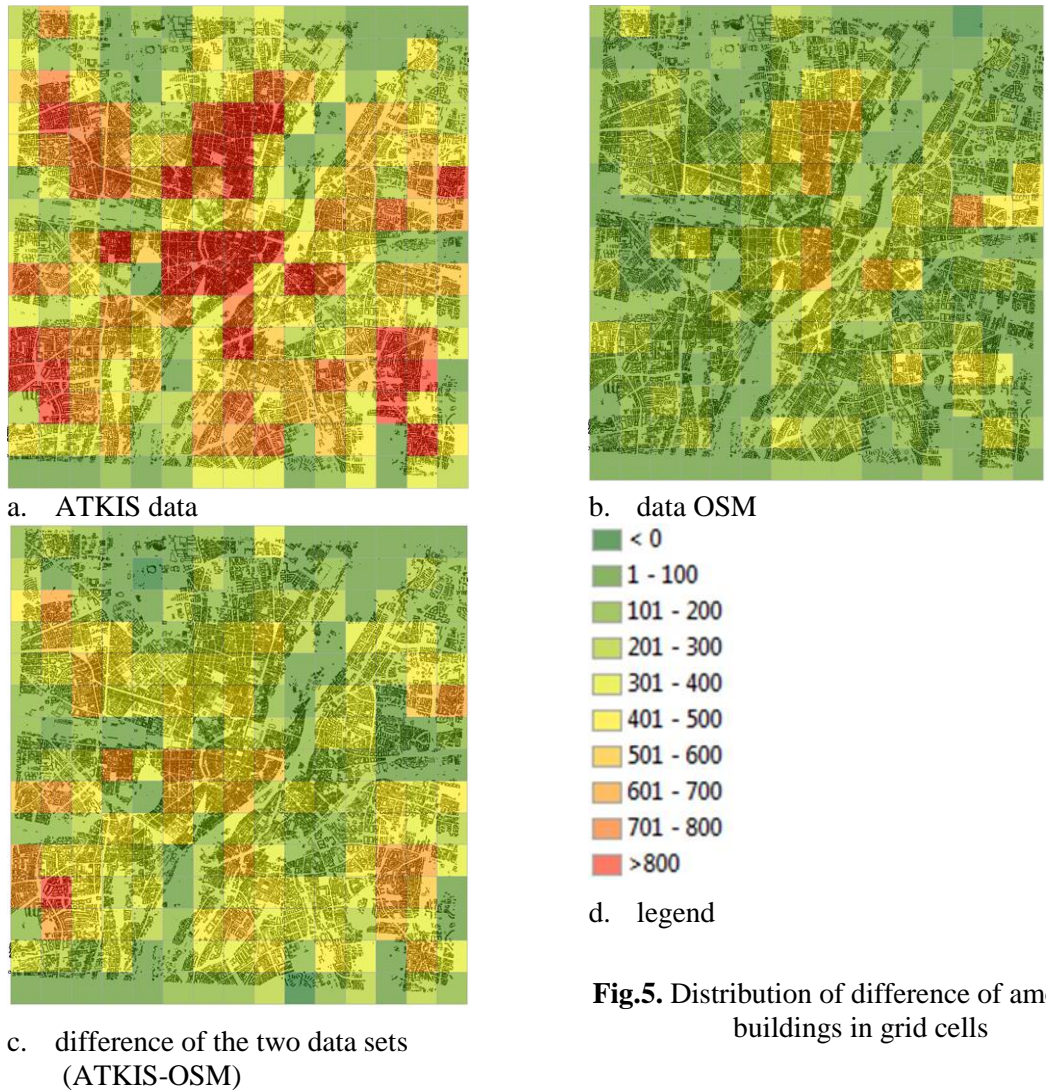 a. ATKIS data
b. data OSM
< 0
1 - 100
101 - 200
201 - 300
301 - 400
401 - 500
501 - 600
601 - 700
701 - 800
>800
d. legend
Fig.5. Distribution of difference of
buildings in grid cells
c. difference of the two data sets
(ATKIS-OSM)